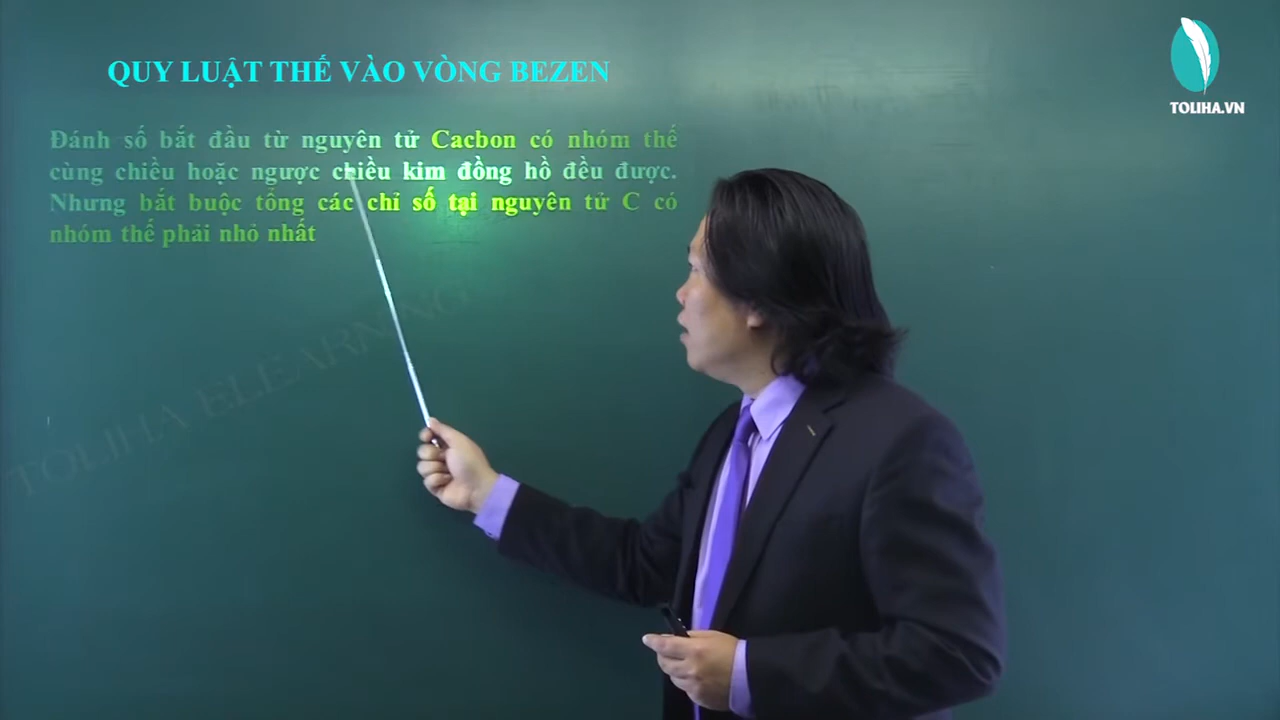 QUY LUẬT THẾ VÀO VÒNG BEZEN
TOLIHA.VN
Đánh số bắt đầu từ nguyên tử Cacbon có nhóm thế
cùng chiều hoặc ngược chiều kim đồng hồ đều được.
Nhưng bắt buộc tổng các chỉ số tại nguyên tử C có
nhóm thế phải nhỏ nhất
TOLIHA ELEARNING